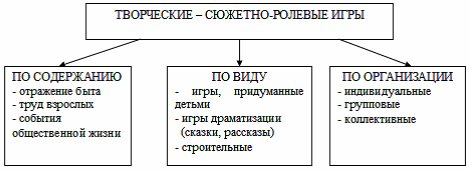 ТВОРЧЕСКИЕ – СЮЖЕТНО-РОЛЕВЫЕ ИГРЫ
ПО СОДЕРЖАНИЮ
- отражение быта
- труд взрослых
- события
общественной жизни
ПО ВИДУ
- игры, придуманные
детьми
- игры драматизации
(сказки, рассказы)
- строительные
ПО ОРГАНИЗАЦИИ
- индивидуальные
- групповые
- коллективные